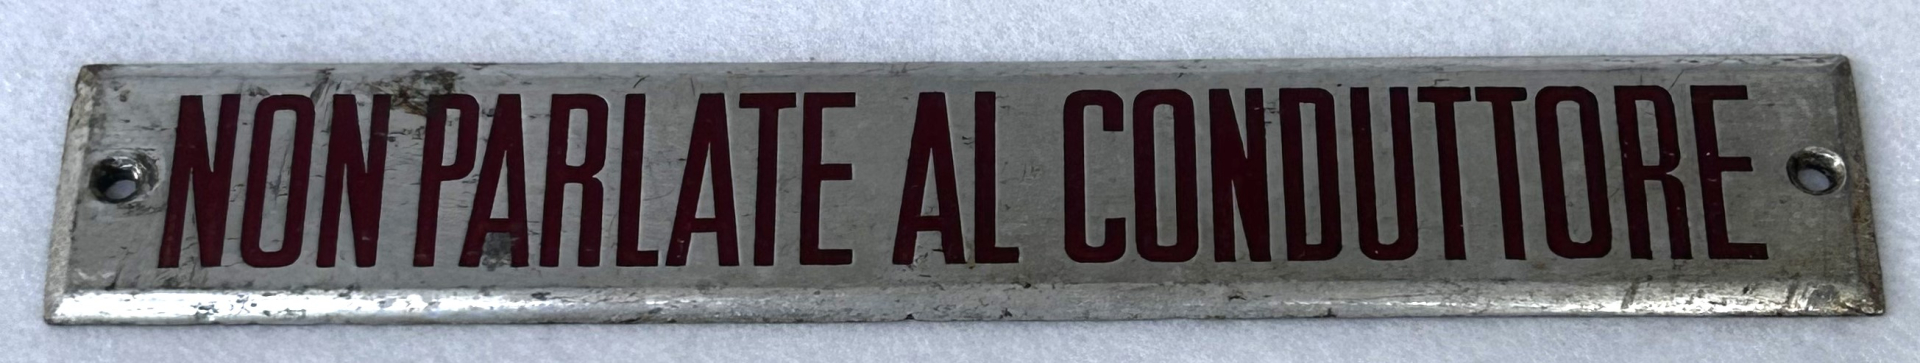 NON PARLATE AL CONDUTTORE